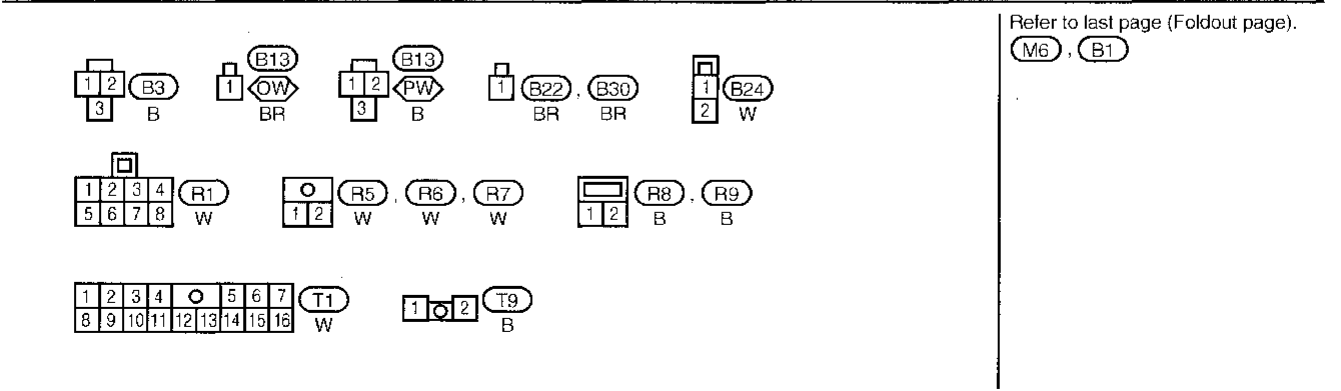 Refer to last page (Foldout page).
M6 , B1
1 2
3
B3
B
1
B13
OW
BR
1 2
3
B13
PW
B
1
B22 , B30
BR BR
1
2
B24
W
1 2 3 4
5 6 7 8
R1
W
1 2
R5 , R6 , R7
W W W
1 2
R8 , R9
B B
1 2 3 4 5 6 7
8 9 10 11 12 13 14 15 16
T1
W
1 2
T9
B